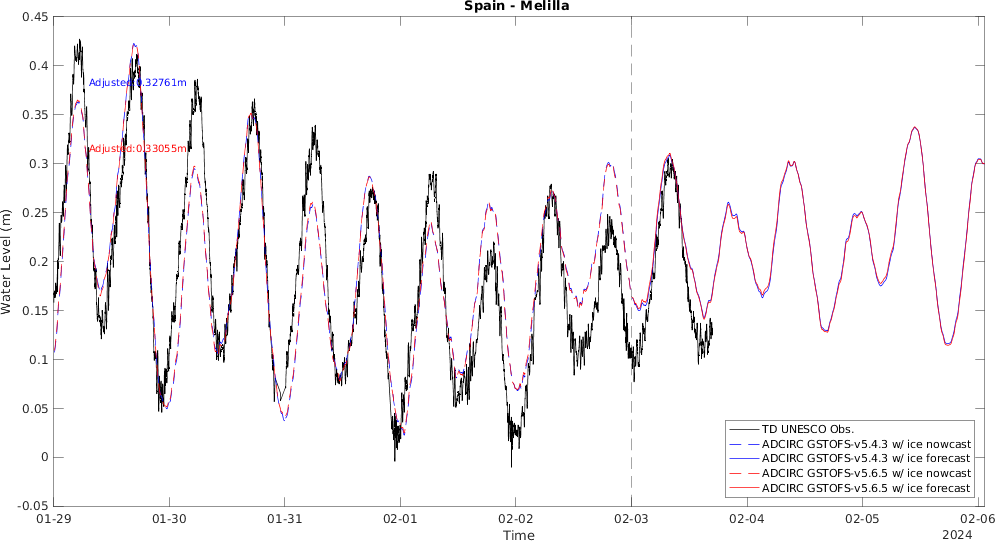 Spain - Melilla
0.45
0.4
0.35
0.3
0.25
0.2
0.15
0.1
0.05
0
-0.05
Water Level (m)
Adjusted:0.32761m
Adjusted:0.33055m
TD UNESCO Obs.
ADCIRC GSTOFS-v5.4.3 w/ ice nowcast
ADCIRC GSTOFS-v5.4.3 w/ ice forecast
ADCIRC GSTOFS-v5.6.5 w/ ice nowcast
ADCIRC GSTOFS-v5.6.5 w/ ice forecast
01-29 01-30 01-31 02-01 02-02 02-03 02-04 02-05 02-06
Time
2024